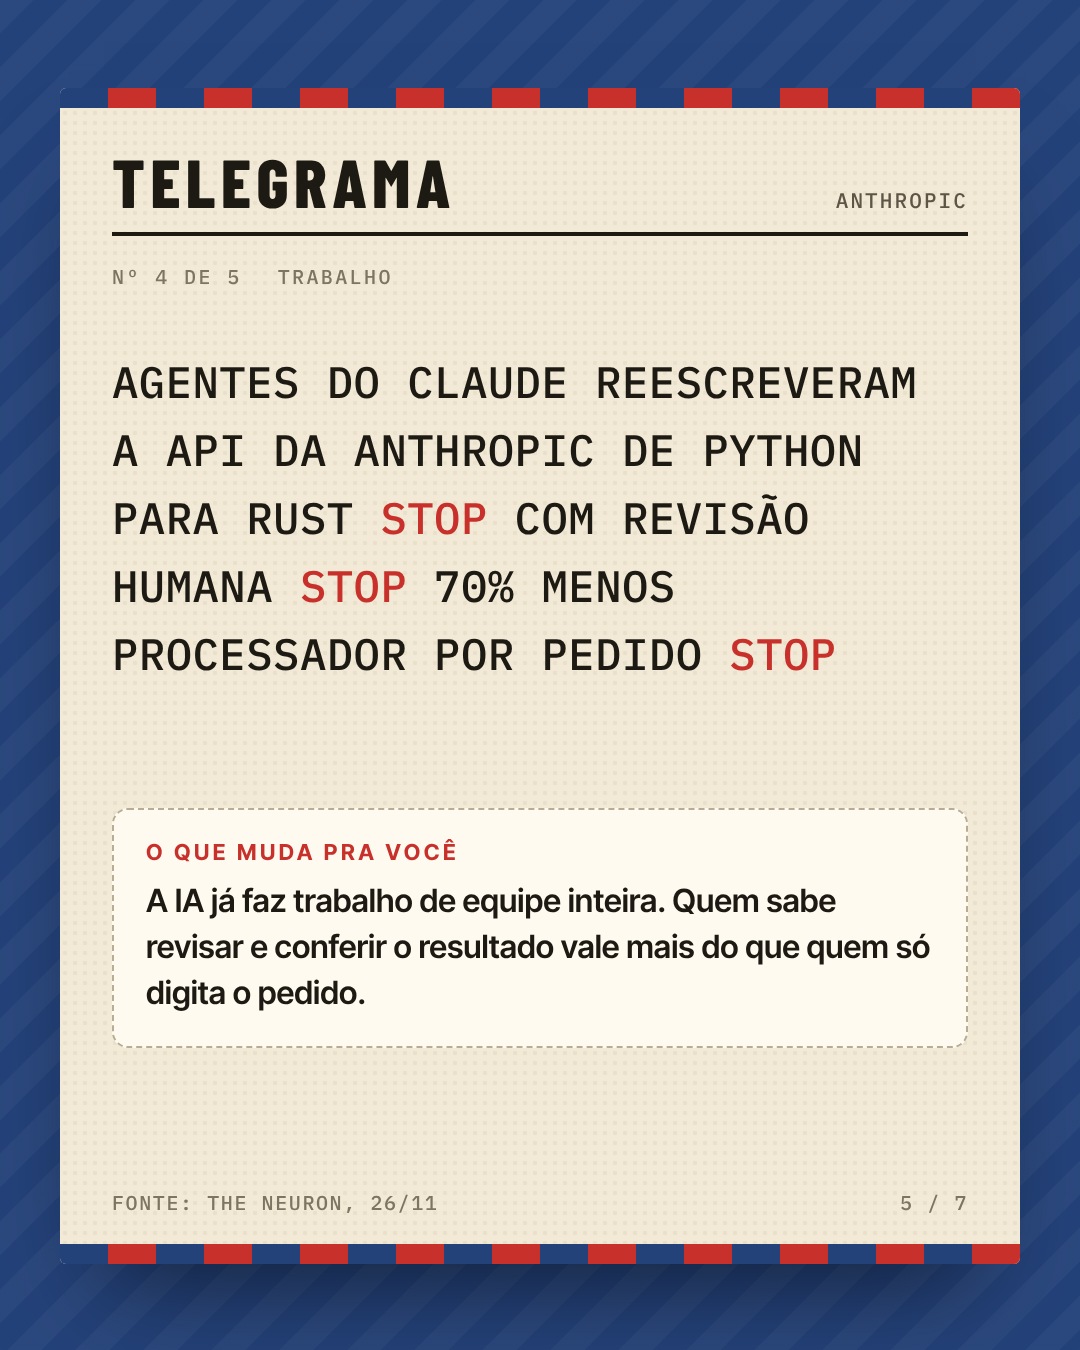 TELEGRAMA
ANTHROPIC
Nº 4 DE 5 TRABALHO
AGENTES DO CLAUDE REESCREVERAM
A API DA ANTHROPIC DE PYTHON
PARA RUST STOP COM REVISÃO
HUMANA STOP 70% MENOS
PROCESSADOR POR PEDIDO STOP
O QUE MUDA PRA VOCÊ
A IA já faz trabalho de equipe inteira. Quem sabe
revisar e conferir o resultado vale mais do que quem só
digita o pedido.
FONTE: THE NEURON, 26/11
5 / 7